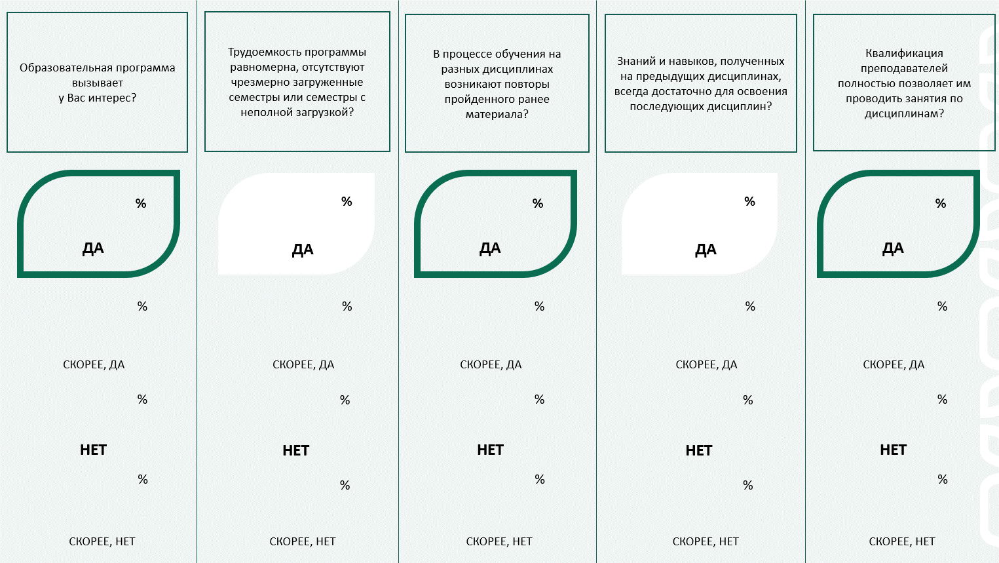 Образовательная программа
вызывает
у Вас интерес?
%
ДА
%
СКОРЕЕ, ДА
%
НЕТ
%
СКОРЕЕ, НЕТ
Трудоемкость программы
равномерна, отсутствуют
чрезмерно загруженные
семестры или семестры с
неполной загрузкой?
%
ДА
%
СКОРЕЕ, ДА
%
НЕТ
%
СКОРЕЕ, НЕТ
В процессе обучения на
разных дисциплинах
возникают повторы
пройденного ранее
материала?
%
ДА
%
СКОРЕЕ, ДА
%
НЕТ
%
СКОРЕЕ, НЕТ
Знаний и навыков, полученных
на предыдущих дисциплинах,
всегда достаточно для освоения
последующих дисциплин?
%
ДА
%
СКОРЕЕ, ДА
%
НЕТ
%
СКОРЕЕ, НЕТ
Квалификация
преподавателей
полностью позволяет им
проводить занятия по
дисциплинам?
%
ДА
%
СКОРЕЕ, ДА
%
НЕТ
%
СКОРЕЕ, НЕТ